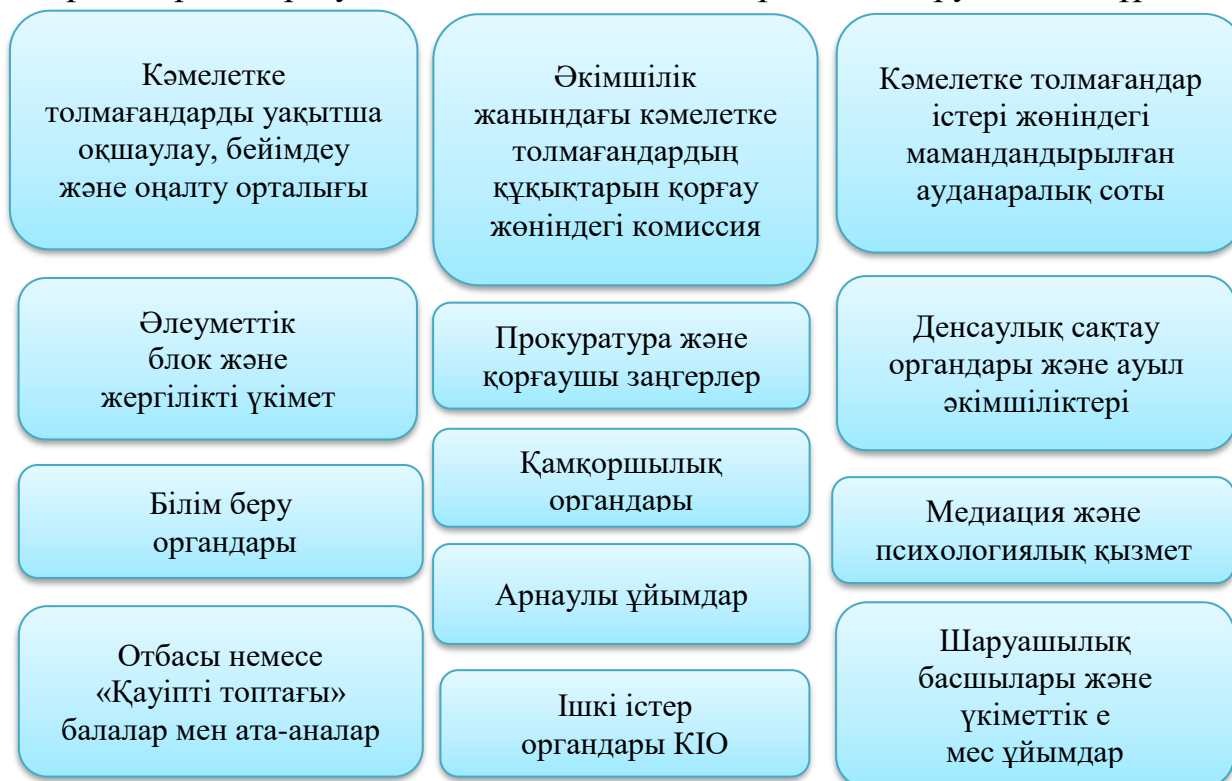 Кәмелетке
толмағандарды уақытша
оқшаулау, бейімдеу
және оңалту орталығы
Әкімшілік
жанындағы кәмелетке
толмағандардың
құқықтарын қорғау
жөніндегі комиссия
Кәмелетке толмағандар
істері жөніндегі
мамандандырылған
ауданаралық соты
Әлеуметтік
блок және
жергілікті үкімет
Прокуратура және
қорғаушы заңгерлер
Денсаулық сақтау
органдары және ауыл
әкімшіліктері
Білім беру
органдары
Қамқоршылық
органдары
Медиация және
психологиялық қызмет
Арнаулы ұйымдар
Отбасы немесе
«Қауіпті топтағы»
балалар мен ата-аналар
Ішкі істер
органдары КІО
Шаруашылық
басшылары және
үкіметтік е
мес ұйымдар